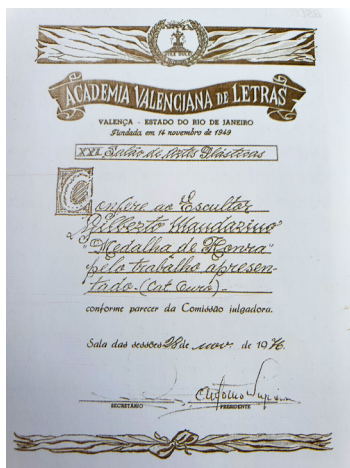 ACADEMIA VALENCIANA DE LETRAS
VALENÇA - ESTADO DO RIO DE JANEIRO
Fundada em 14 novembro de 1949
XXI Salão de Artes Plásticas
Confere ao Escultor
Gilberto Mandarino
"Medalha de Honra"
pelo trabalho apresen-
tado-(Cat Ouro)-
conforme parecer da Comissão julgadora.
Sala das sessões 28 de nov. de 1976.
SECRETÁRIO
PRESIDENTE